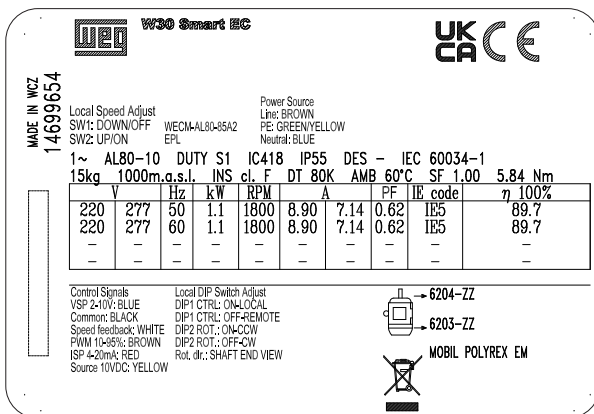 WEG W30 Smart EC
UK CA CE
MADE IN WCZ
14699654
Local Speed Adjust
SW1: DOWN/OFF WECM-AL80-85A2
SW2: UP/ON EPL
Power Source
Line: BROWN
PE: GREEN/YELLOW
Neutral: BLUE
1~ AL80-10 DUTY S1 IC418 IP55 DES - IEC 60034-1
15kg 1000m.a.s.l. INS cl. F DT 80K AMB 60°C SF 1.00 5.84 Nm
V Hz kW RPM A PF IE code η 100%
220 277 50 1.1 1800 8.90 7.14 0.62 IE5 89.7
220 277 60 1.1 1800 8.90 7.14 0.62 IE5 89.7
- - - - - - - - - -
- - - - - - - - - -
Control Signals
VSP 2-10V: BLUE
Common: BLACK
Speed feedback: WHITE
PWM 10-95%: BROWN
ISP 4-20mA: RED
Source 10VDC: YELLOW
Local DIP Switch Adjust
DIP1 CTRL: ON-LOCAL
DIP1 CTRL: OFF-REMOTE
DIP2 ROT.: ON-CCW
DIP2 ROT.: OFF-CW
Rot. dir.: SHAFT END VIEW
6204-ZZ
6203-ZZ
MOBIL POLYREX EM